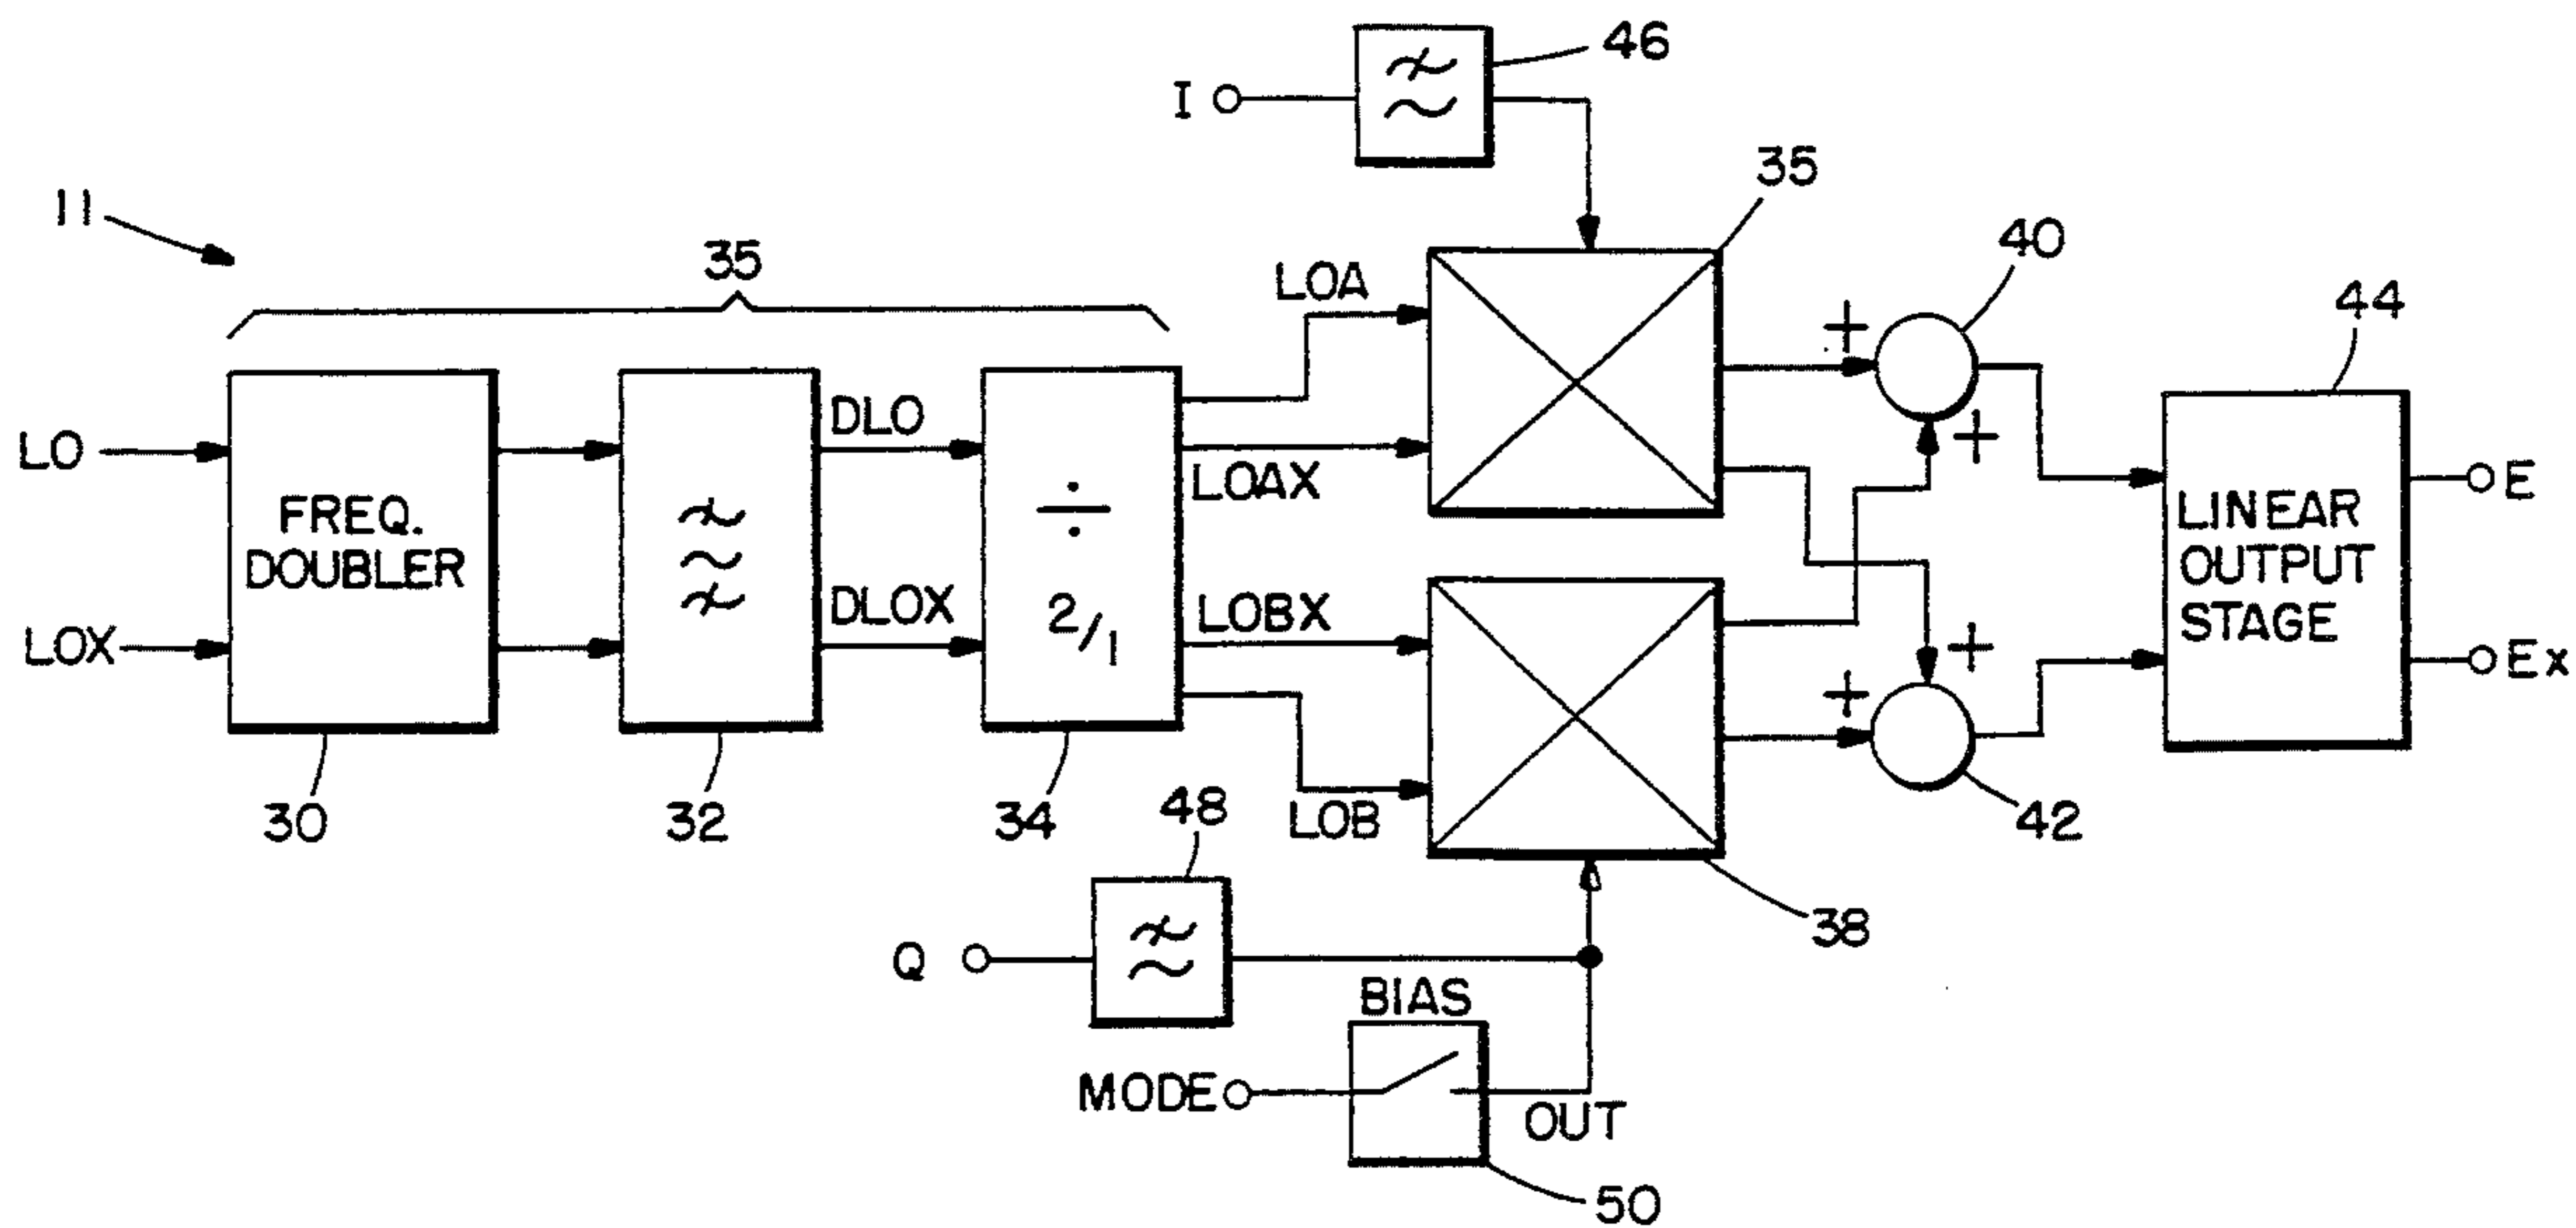 46
I
35
11
40
35
LOA
44
+
DLO
+
LO
LOAX
E
FREQ.
DOUBLER
÷
LINEAR
OUTPUT
STAGE
DLOX
LOBX
2/1
+
LOX
Ex
+
30
32
34
48
LOB
42
38
Q
BIAS
MODE
OUT
50